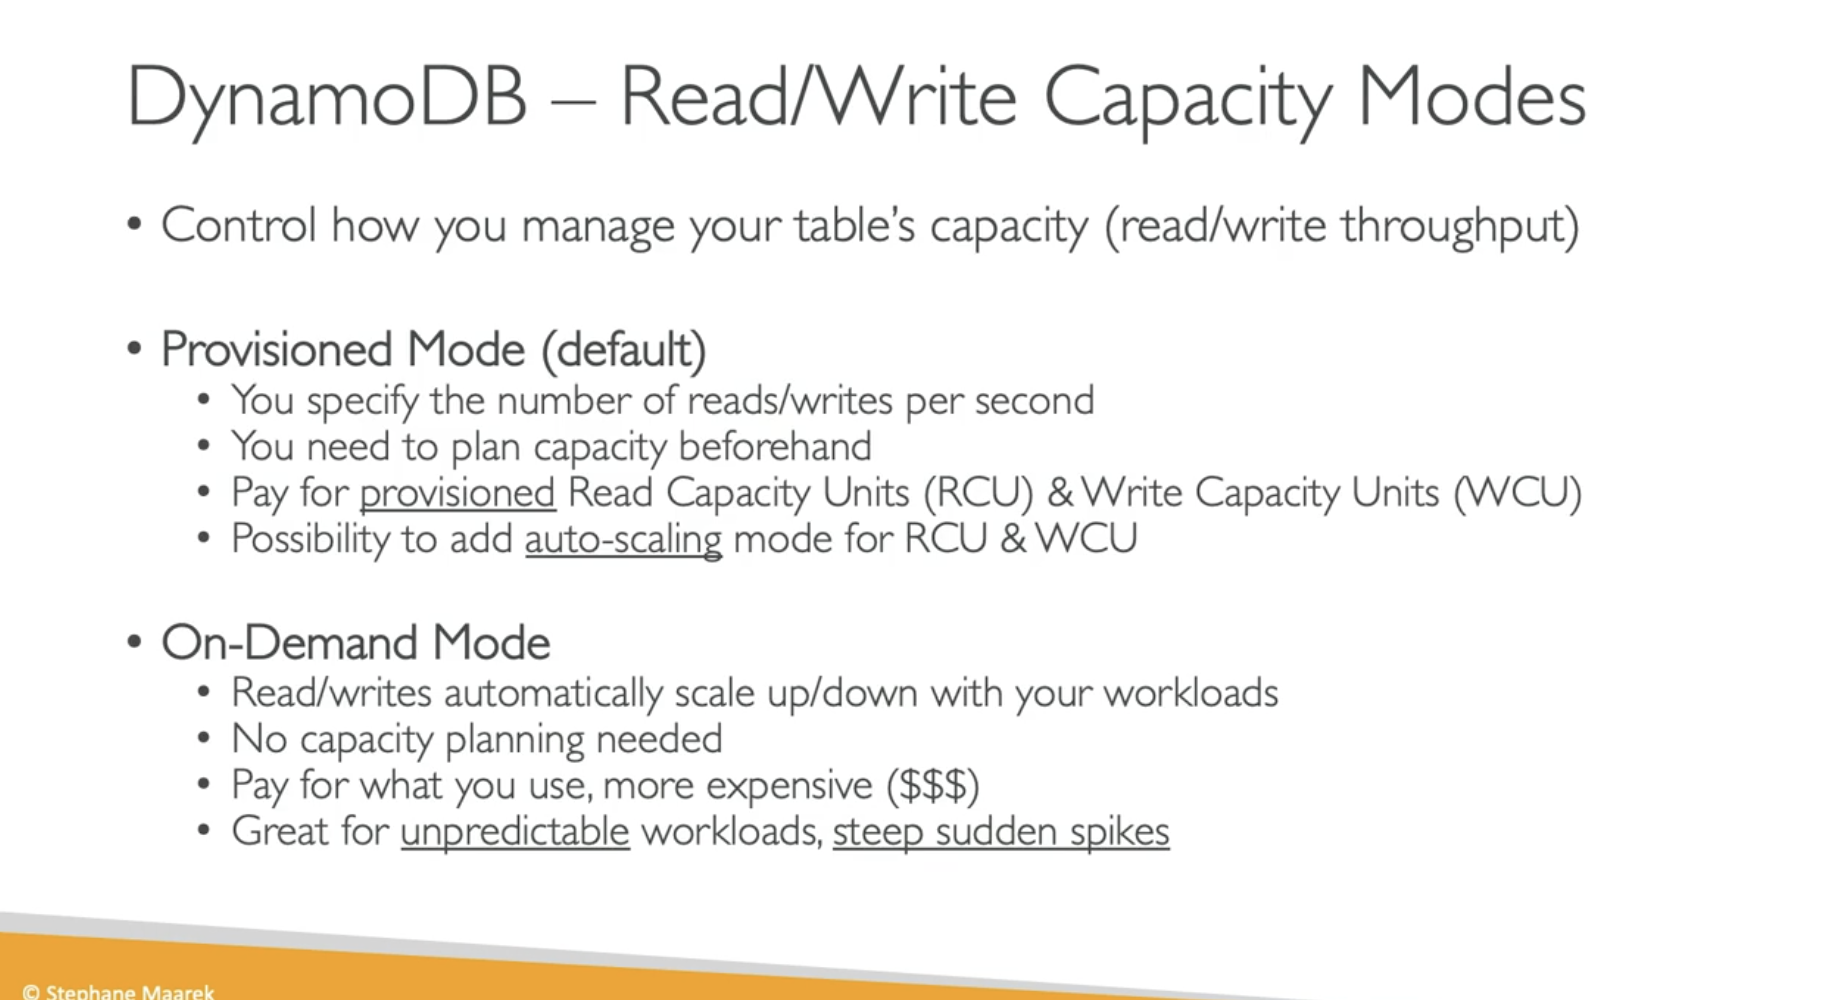 DynamoDB – Read/Write Capacity Modes
• Control how you manage your table’s capacity (read/write throughput)
• Provisioned Mode (default)
• You specify the number of reads/writes per second
• You need to plan capacity beforehand
• Pay for provisioned Read Capacity Units (RCU) & Write Capacity Units (WCU)
• Possibility to add auto-scaling mode for RCU & WCU
• On-Demand Mode
• Read/writes automatically scale up/down with your workloads
• No capacity planning needed
• Pay for what you use, more expensive ($$$)
• Great for unpredictable workloads, steep sudden spikes
© Stephane Maarek